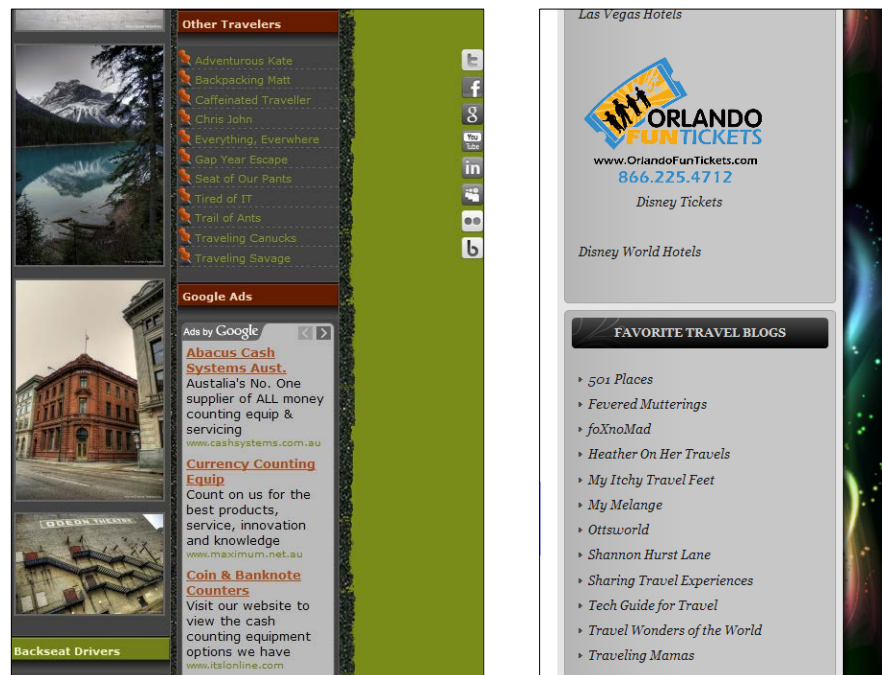 Other Travelers
Adventurous Kate
Backpacking Matt
Caffeinated Traveller
Chris John
Everything, Everwhere
Gap Year Escape
Seat of Our Pants
Tired of IT
Trail of Ants
Traveling Canucks
Traveling Savage
Google Ads
Ads by Google
Abacus Cash
Systems Aust.
Austalia's No. One
supplier of ALL money
counting equip &
servicing
www.cashsystems.com.au
Currency Counting
Equip
Count on us for the
best products,
service, innovation
and knowledge
www.maximum.net.au
Coin & Banknote
Counters
Visit our website to
view the cash
counting equipment
options we have
www.itslonline.com
ODEON THEATRE
Backseat Drivers
You
Tube
in
Las Vegas Hotels
ORLANDO
FUNTICKETS
www.OrlandoFunTickets.com
866.225.4712
Disney Tickets
Disney World Hotels
FAVORITE TRAVEL BLOGS
501 Places
Fevered Mutterings
foXnoMad
Heather On Her Travels
My Itchy Travel Feet
My Melange
Ottsworld
Shannon Hurst Lane
Sharing Travel Experiences
Tech Guide for Travel
Travel Wonders of the World
Traveling Mamas